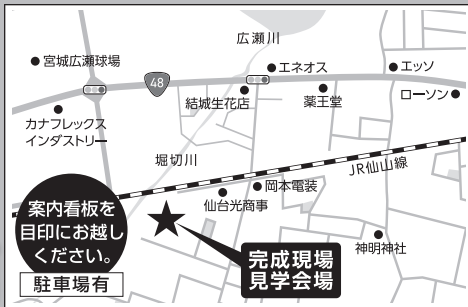 広瀬川
宮城広瀬球場
エネオス
エッソ
48
結城生花店
薬王堂
ローソン
カナフレックス
インダストリー
堀切川
JR仙山線
岡本電装
仙台光商事
案内看板を
目印にお越し
ください。
駐車場有
完成現場
見学会場
神明神社